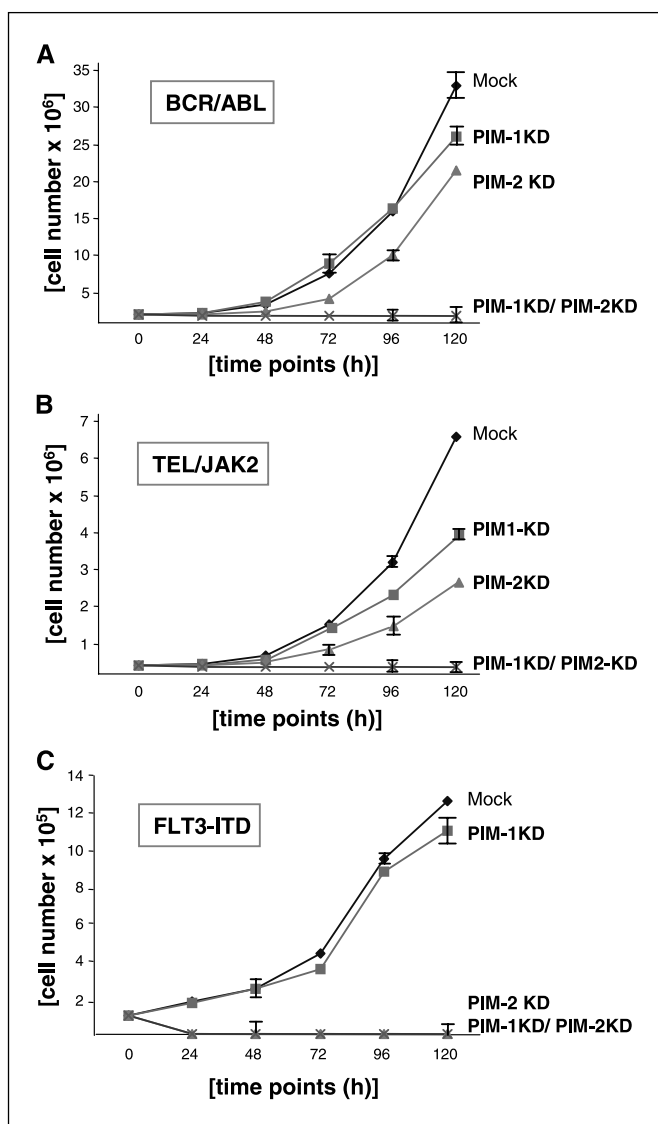 A
BCR/ABL
[cell number x 10⁶]
35
30
25
20
15
10
5
Mock
PIM-1KD
PIM-2 KD
PIM-1KD/ PIM-2KD
0 24 48 72 96 120
[time points (h)]
B
TEL/JAK2
[cell number x 10⁶]
7
6
5
4
3
2
1
Mock
PIM1-KD
PIM-2KD
PIM-1KD/ PIM2-KD
0 24 48 72 96 120
[time points (h)]
C
FLT3-ITD
[cell number x 10⁵]
14
12
10
8
6
4
2
Mock
PIM-1KD
PIM-2 KD
PIM-1KD/ PIM-2KD
0 24 48 72 96 120
[time points (h)]